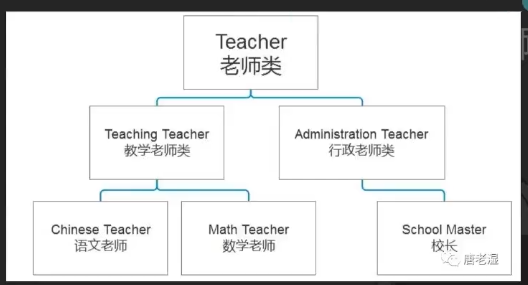 Teacher
老师类
Teaching Teacher
教学老师类
Administration Teacher
行政老师类
Chinese Teacher
语文老师
Math Teacher
数学老师
School Master
校长
唐老湿